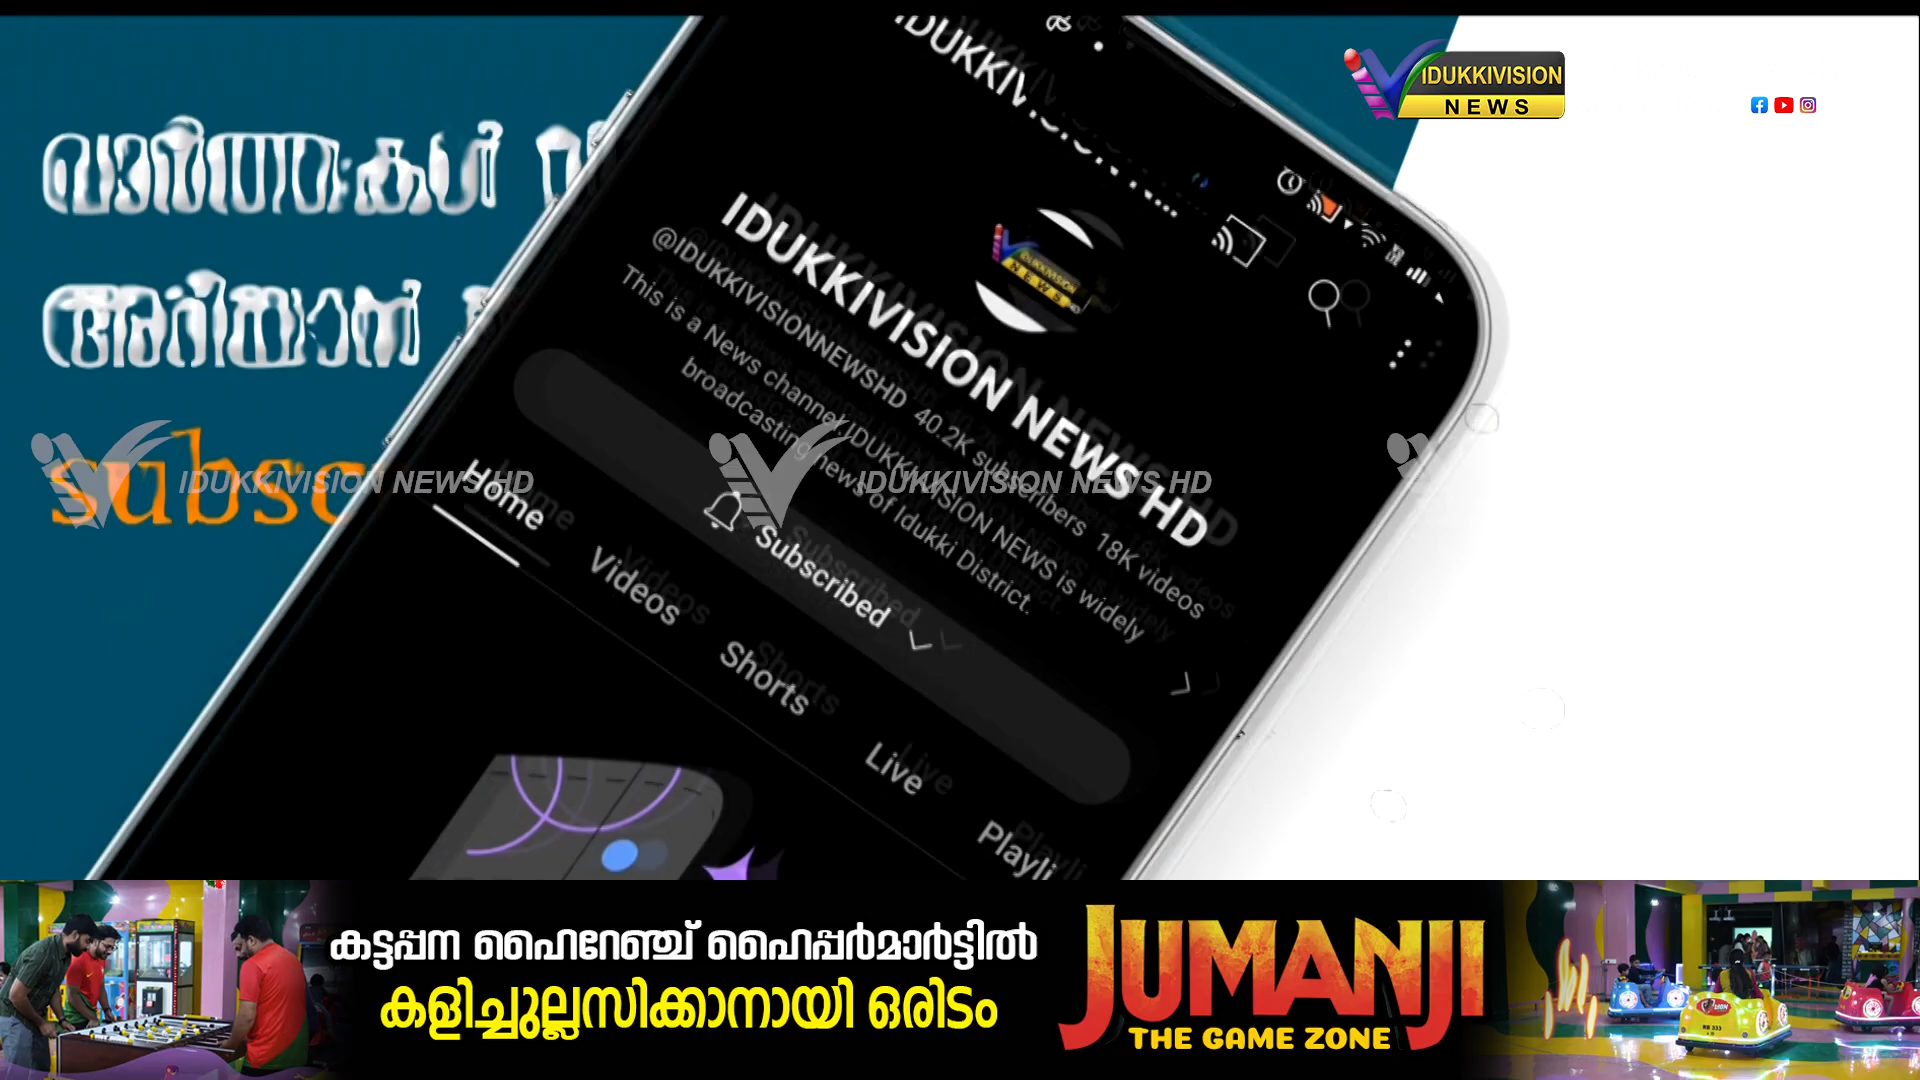 IDUKKIVISION
NEWS
വാർത്തകൾ
അറിയാൻ
subsc
IDUKKIVISION NEWS HD
@IDUKKIVISIONNEWSHD 40.2K subscribers 18K videos
This is a News channel.IDUKKIVISION NEWS is widely
broadcasting news of Idukki District.
Subscribed
Home Videos Shorts Live Playli
IDUKKIVISION NEWS HD
IDUKKIVISION NEWS HD
കട്ടപ്പന ഹൈറേഞ്ച് ഹൈപ്പർമാർട്ടിൽ
കളിച്ചുല്ലസിക്കാനായി ഒരിടം
JUMANJI
THE GAME ZONE